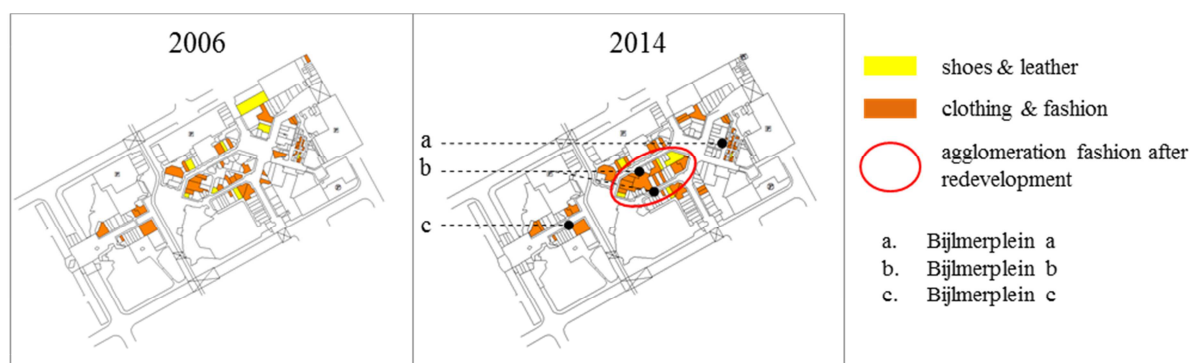 2006
2014
a
b
c
shoes & leather
clothing & fashion
agglomeration fashion after
redevelopment
a. Bijlmerplein a
b. Bijlmerplein b
c. Bijlmerplein c